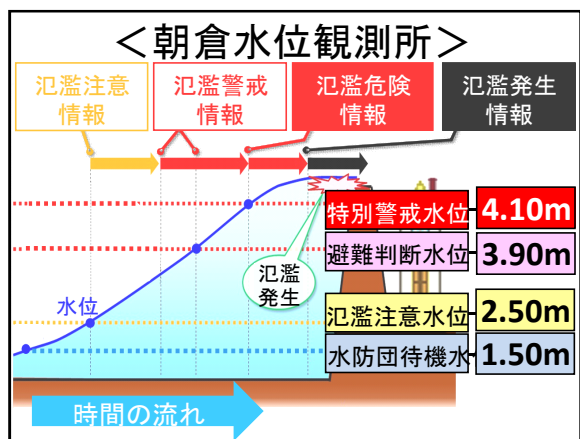 ＜朝倉水位観測所＞
氾濫注意
情報
氾濫警戒
情報
氾濫危険
情報
氾濫発生
情報
特別警戒水位
4.10m
避難判断水位
3.90m
氾濫
発生
水位
氾濫注意水位
2.50m
水防団待機水
1.50m
時間の流れ